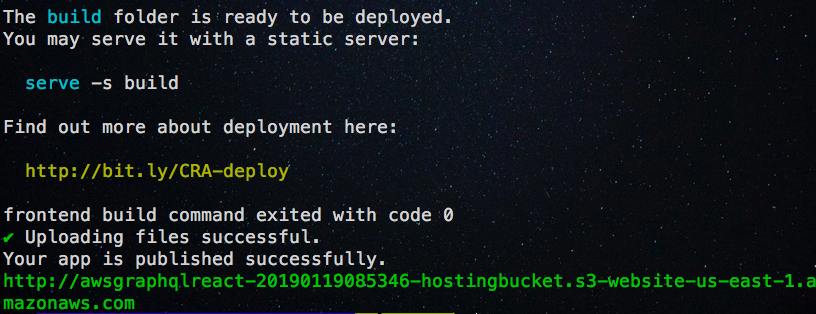 The build folder is ready to be deployed.
You may serve it with a static server:
serve -s build
Find out more about deployment here:
http://bit.ly/CRA-deploy
frontend build command exited with code 0
✔ Uploading files successful.
Your app is published successfully.
http://awsgraphqlreact-20190119085346-hostingbucket.s3-website-us-east-1.a
mazonaws.com